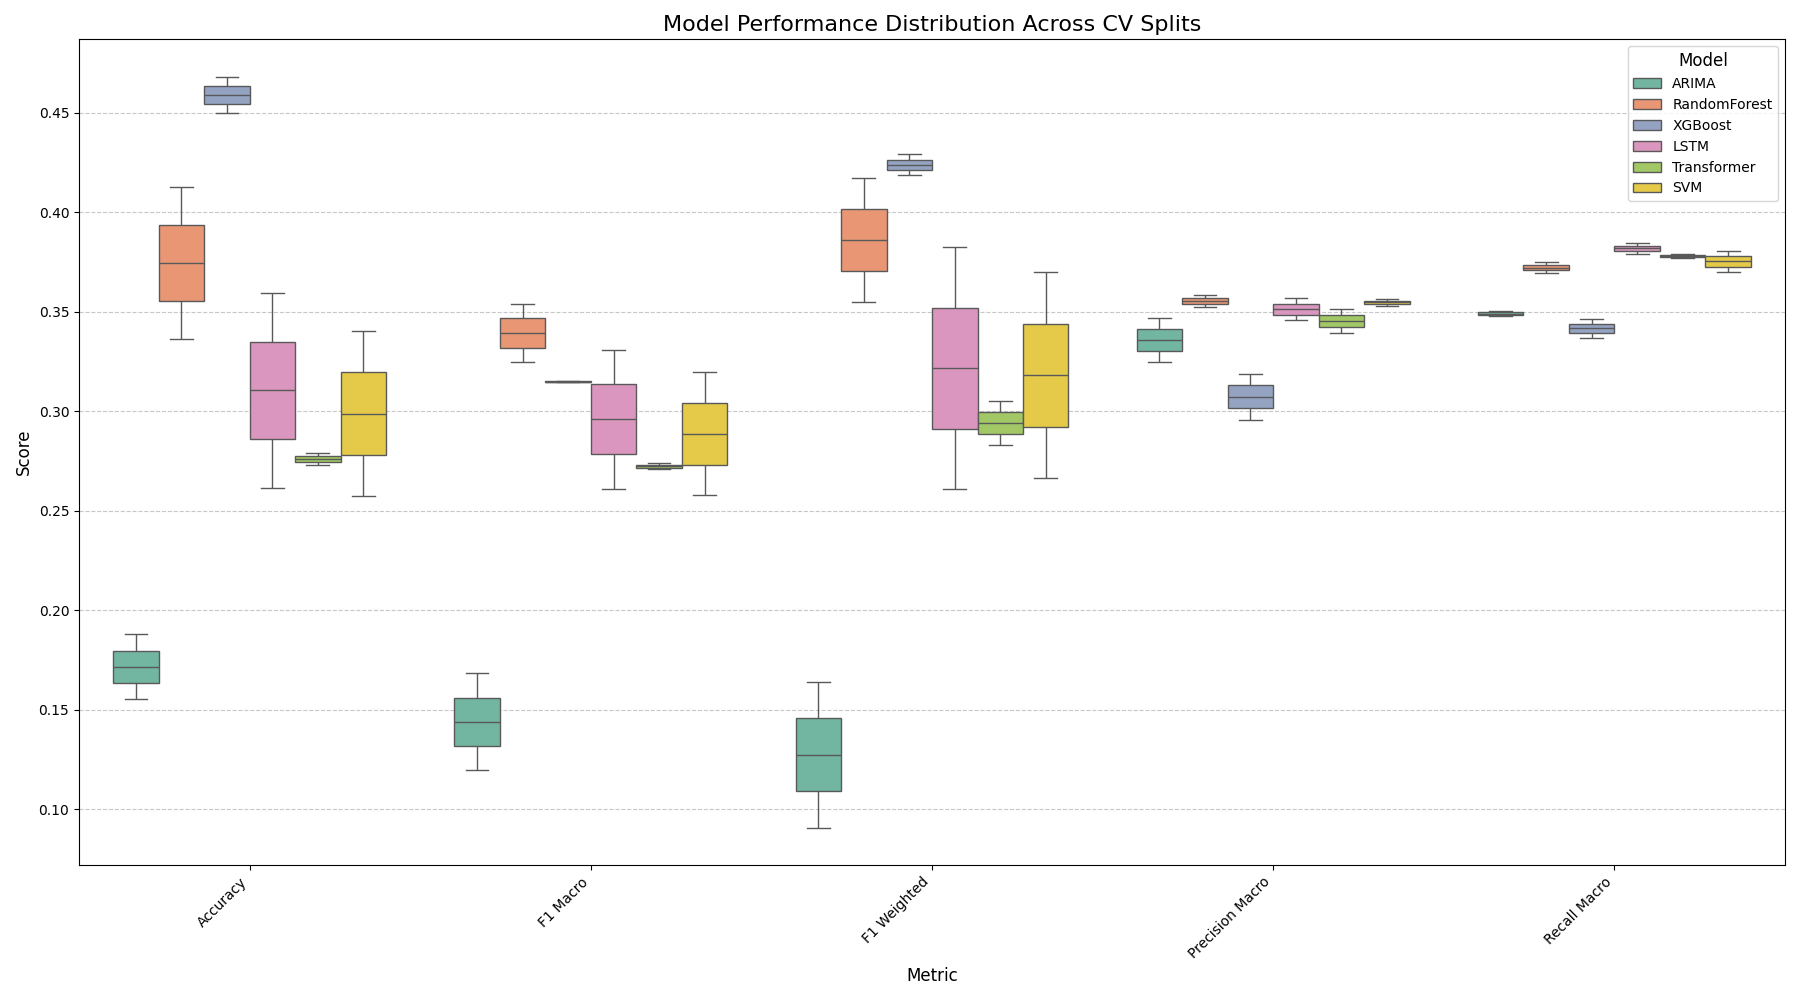 Model Performance Distribution Across CV Splits
Model
ARIMA
RandomForest
XGBoost
LSTM
Transformer
SVM
0.45
0.40
0.35
0.30
0.25
0.20
0.15
0.10
Score
Accuracy
F1 Macro
F1 Weighted
Precision Macro
Recall Macro
Metric